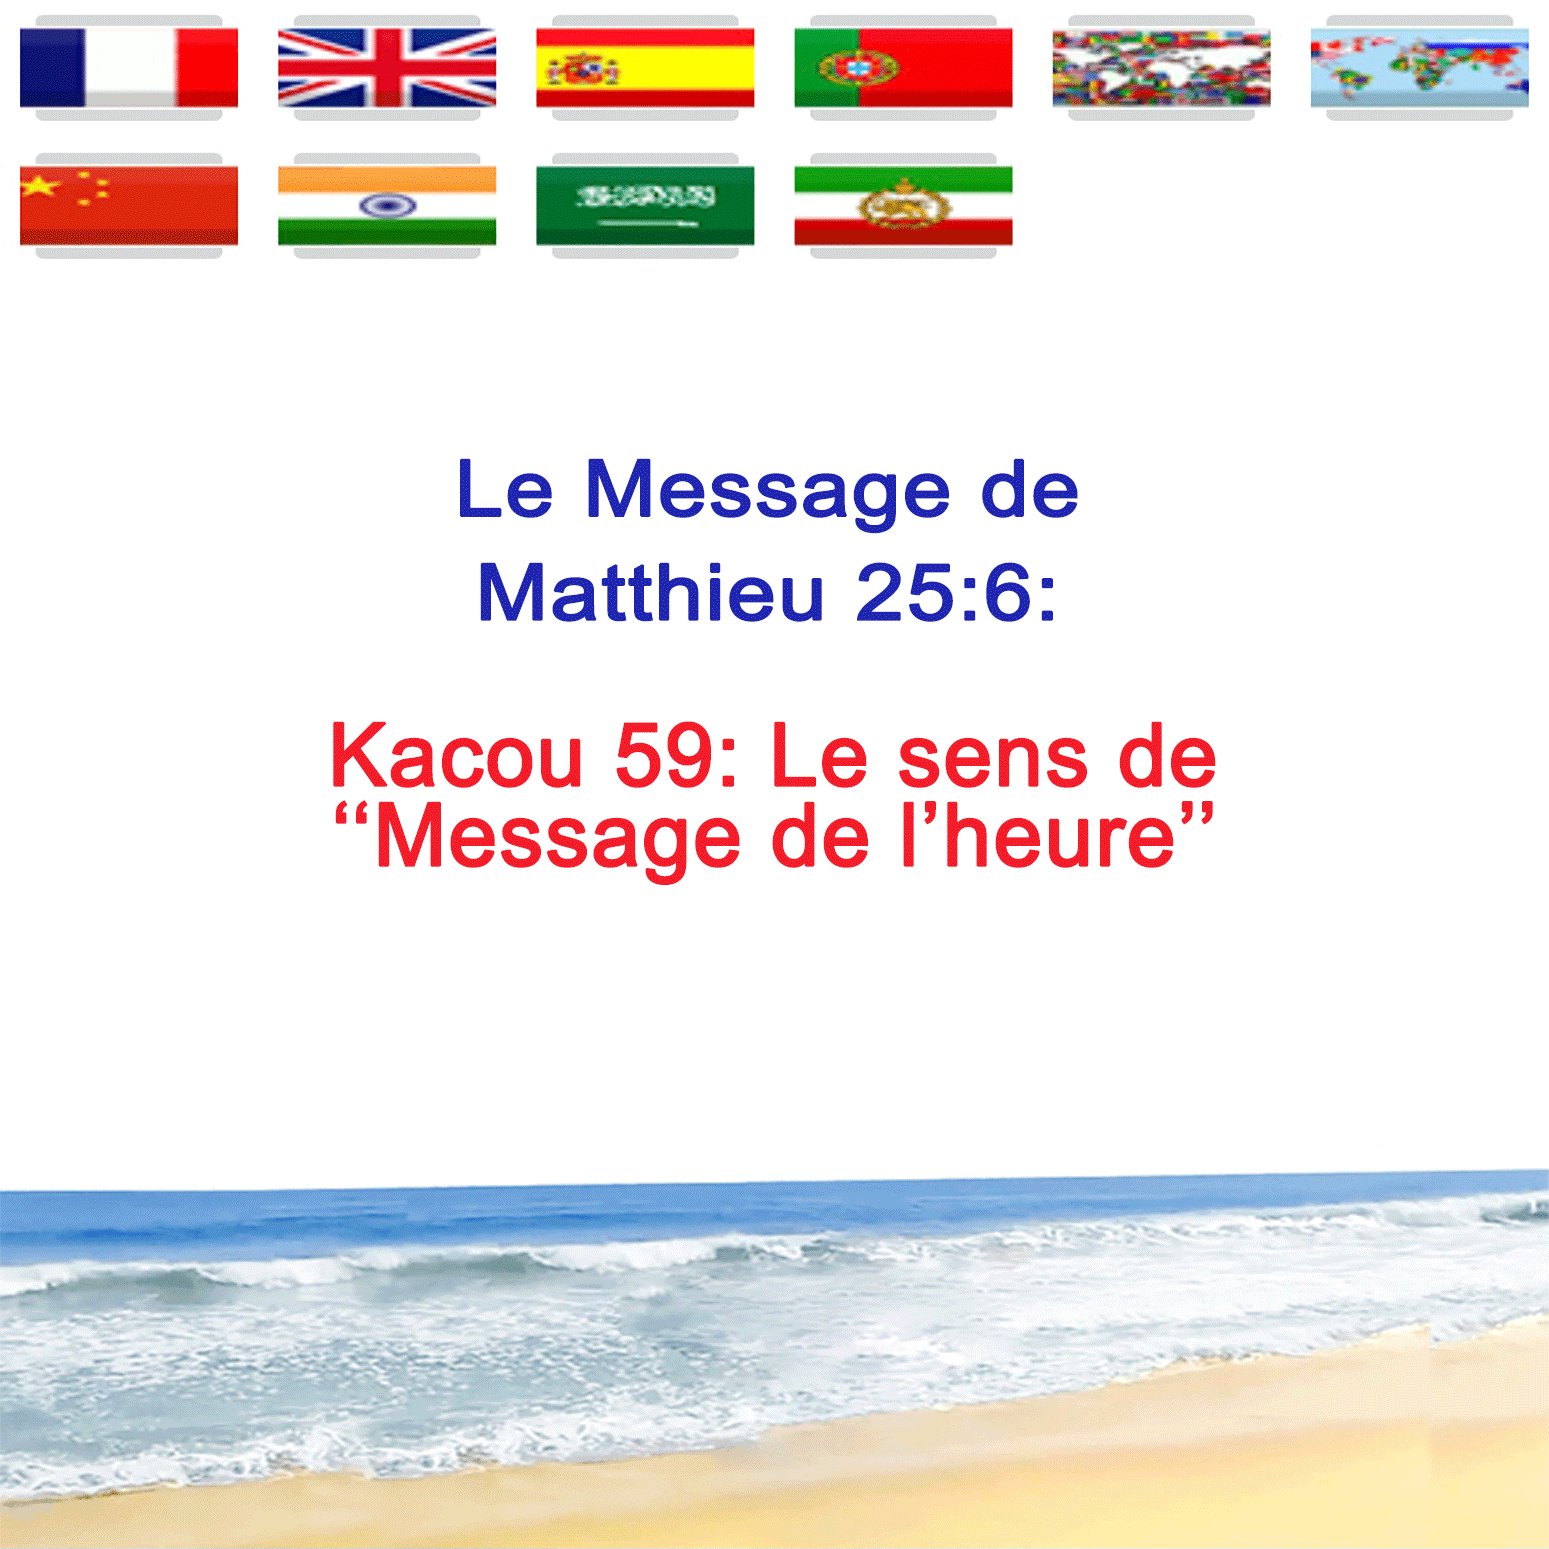 Le Message de
Matthieu 25:6:
Kacou 59: Le sens de
‘‘Message de l’heure’’